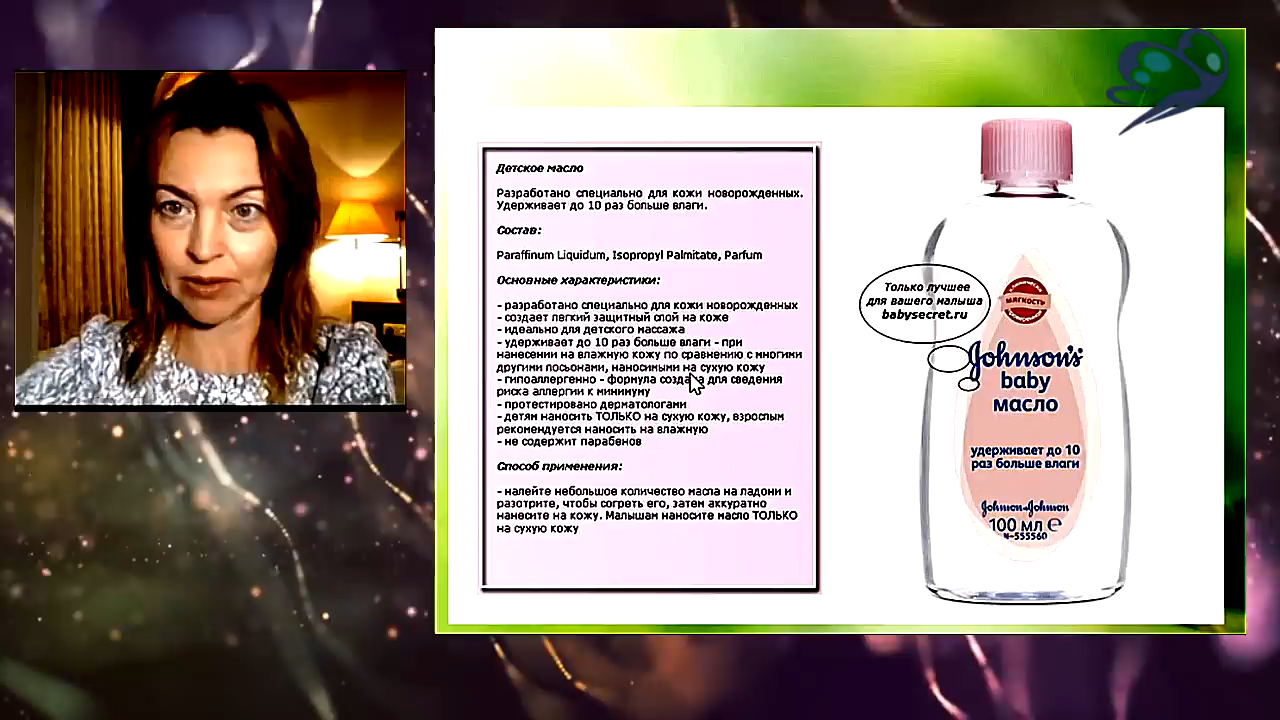 Детское масло
Разработано специально для кожи новорожденных.
Удерживает до 10 раз больше влаги.
Состав:
Paraffinum Liquidum, Isopropyl Palmitate, Parfum
Основные характеристики:
- разработано специально для кожи новорожденных
- создает легкий защитный слой на коже
- идеально для детского массажа
- удерживает до 10 раз больше влаги - при
нанесении на влажную кожу по сравнению с многими
другими лосьонами, наносимыми на сухую кожу
- гипоаллергенно - формула создана для сведения
риска аллергии к минимуму
- протестировано дерматологами
- детям наносить ТОЛЬКО на сухую кожу, взрослым
рекомендуется наносить на влажную
- не содержит парабенов
Способ применения:
- налейте небольшое количество масла на ладони и
разотрите, чтобы согреть его, затем аккуратно
нанесите на кожу. Малышам наносите масло ТОЛЬКО
на сухую кожу
Только лучшее
для вашего малыша
babysecret.ru
мягкость
Johnson's
baby
масло
удерживает до 10
раз больше влаги
Johnson & Johnson
100 мл e
N-555560